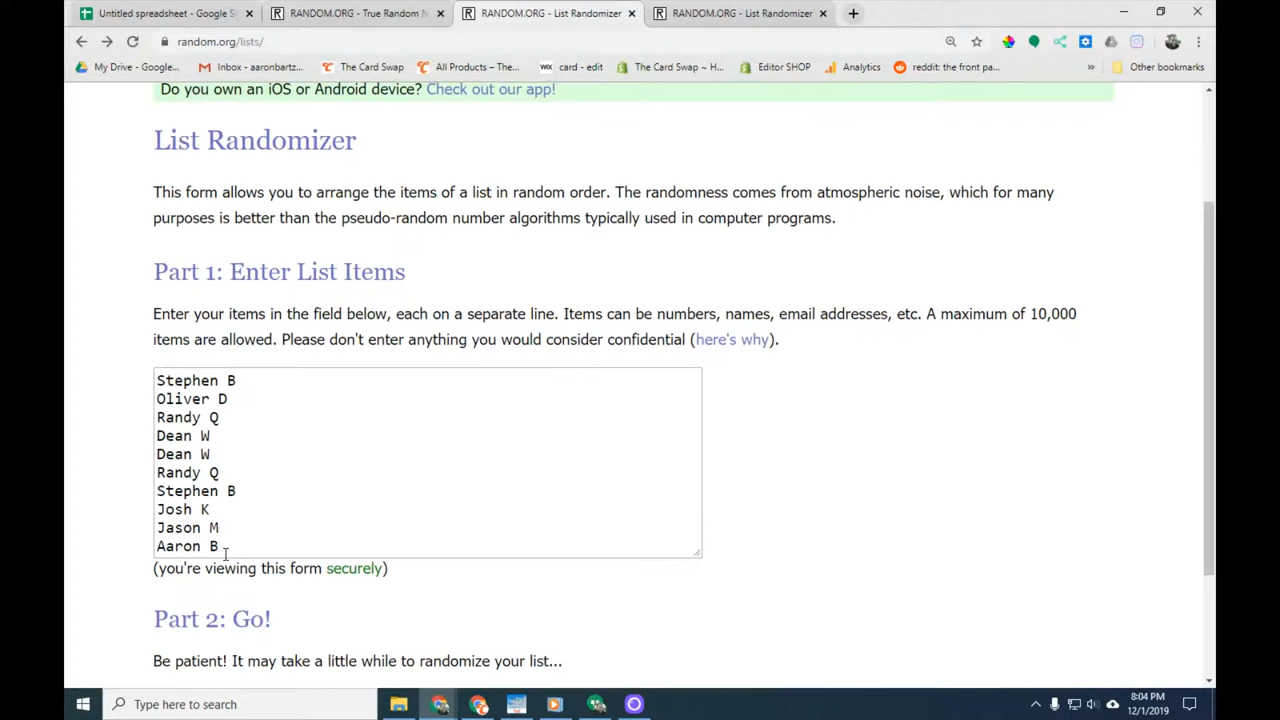 Untitled spreadsheet - Google S
RANDOM.ORG - True Random N
RANDOM.ORG - List Randomizer
RANDOM.ORG - List Randomizer
random.org/lists/
My Drive - Google...
Inbox - aaronbartz...
The Card Swap
All Products – The...
WIX card - edit
The Card Swap ~ H...
Editor SHOP
Analytics
reddit: the front pa...
»
Other bookmarks
Do you own an iOS or Android device? Check out our app!
List Randomizer
This form allows you to arrange the items of a list in random order. The randomness comes from atmospheric noise, which for many
purposes is better than the pseudo-random number algorithms typically used in computer programs.
Part 1: Enter List Items
Enter your items in the field below, each on a separate line. Items can be numbers, names, email addresses, etc. A maximum of 10,000
items are allowed. Please don't enter anything you would consider confidential (here's why).
Stephen B
Oliver D
Randy Q
Dean W
Dean W
Randy Q
Stephen B
Josh K
Jason M
Aaron B
(you're viewing this form securely)
Part 2: Go!
Be patient! It may take a little while to randomize your list...
Type here to search
8:04 PM
12/1/2019